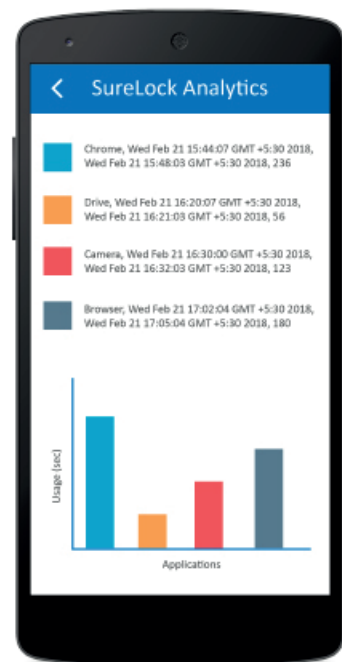 SureLock Analytics
Chrome, Wed Feb 21 15:44:07 GMT +5:30 2018,
Wed Feb 21 15:48:03 GMT +5:30 2018, 236
Drive, Wed Feb 21 16:20:07 GMT +5:30 2018,
Wed Feb 21 16:21:03 GMT +5:30 2018, 56
Camera, Wed Feb 21 16:30:00 GMT +5:30 2018,
Wed Feb 21 16:32:03 GMT +5:30 2018, 123
Browser, Wed Feb 21 17:02:04 GMT +5:30 2018,
Wed Feb 21 17:05:04 GMT +5:30 2018, 180
Usage (sec)
Applications